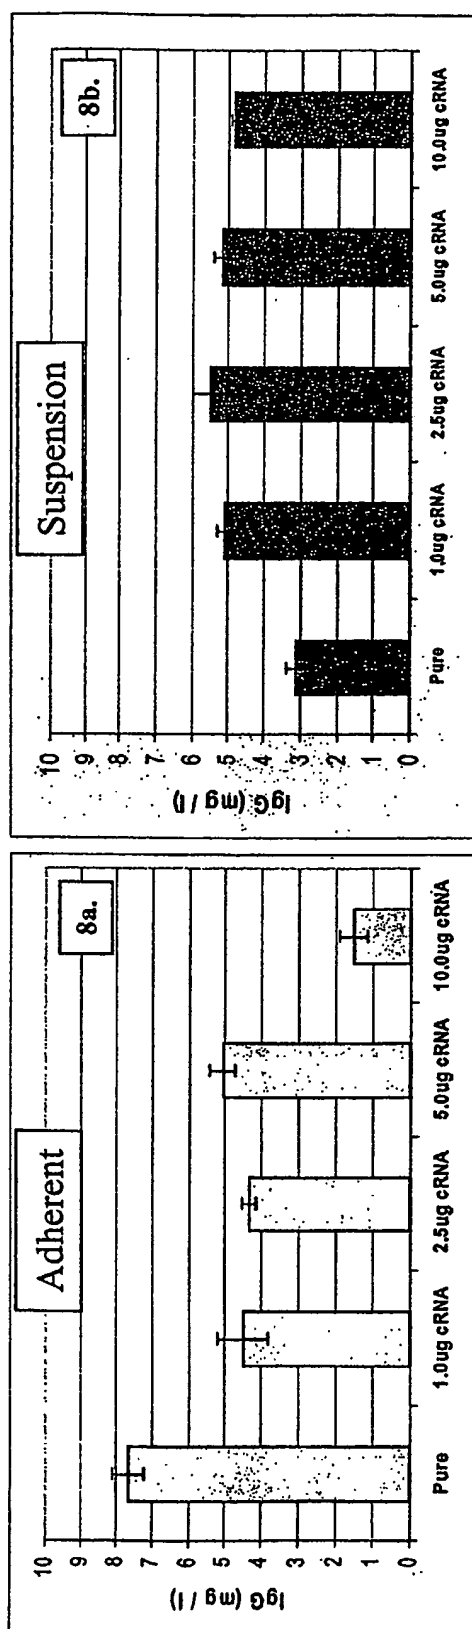 Adherent
8a.
10
9
8
7
6
5
4
3
2
1
0
IgG (mg / l)
Pure 1.0ug cRNA 2.5ug cRNA 5.0ug cRNA 10.0ug cRNA
Suspension
8b.
10
9
8
7
6
5
4
3
2
1
0
IgG (mg / l)
Pure 1.0ug cRNA 2.5ug cRNA 5.0ug cRNA 10.0ug cRNA